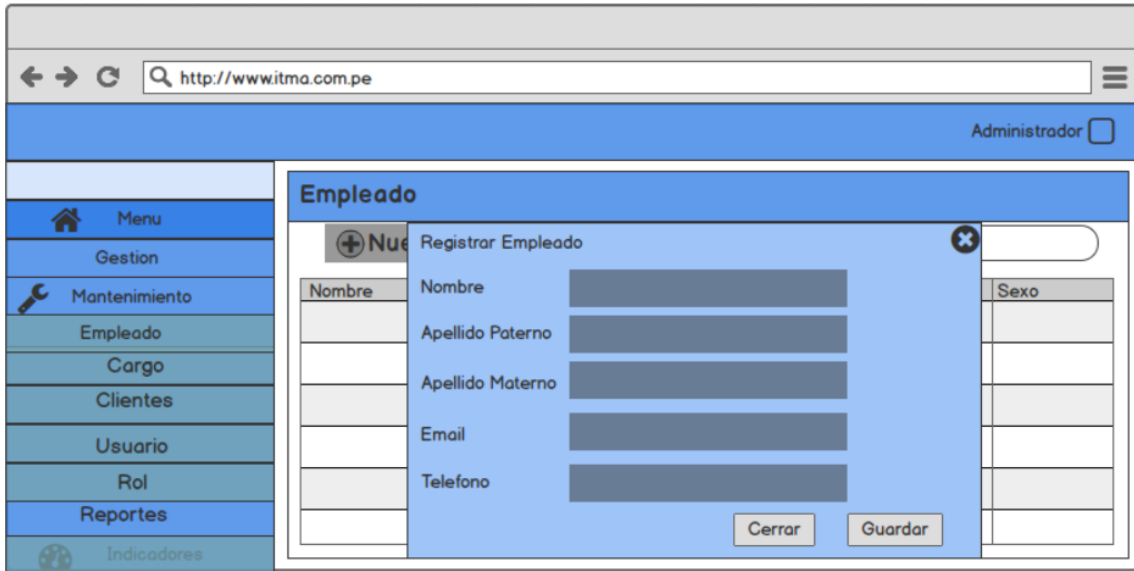 http://www.itma.com.pe
Administrador
Menu
Gestion
Mantenimiento
Empleado
Cargo
Clientes
Usuario
Rol
Reportes
Indicadores
Empleado
Nue
Nombre
Sexo
Registrar Empleado
Nombre
Apellido Paterno
Apellido Materno
Email
Telefono
Cerrar Guardar